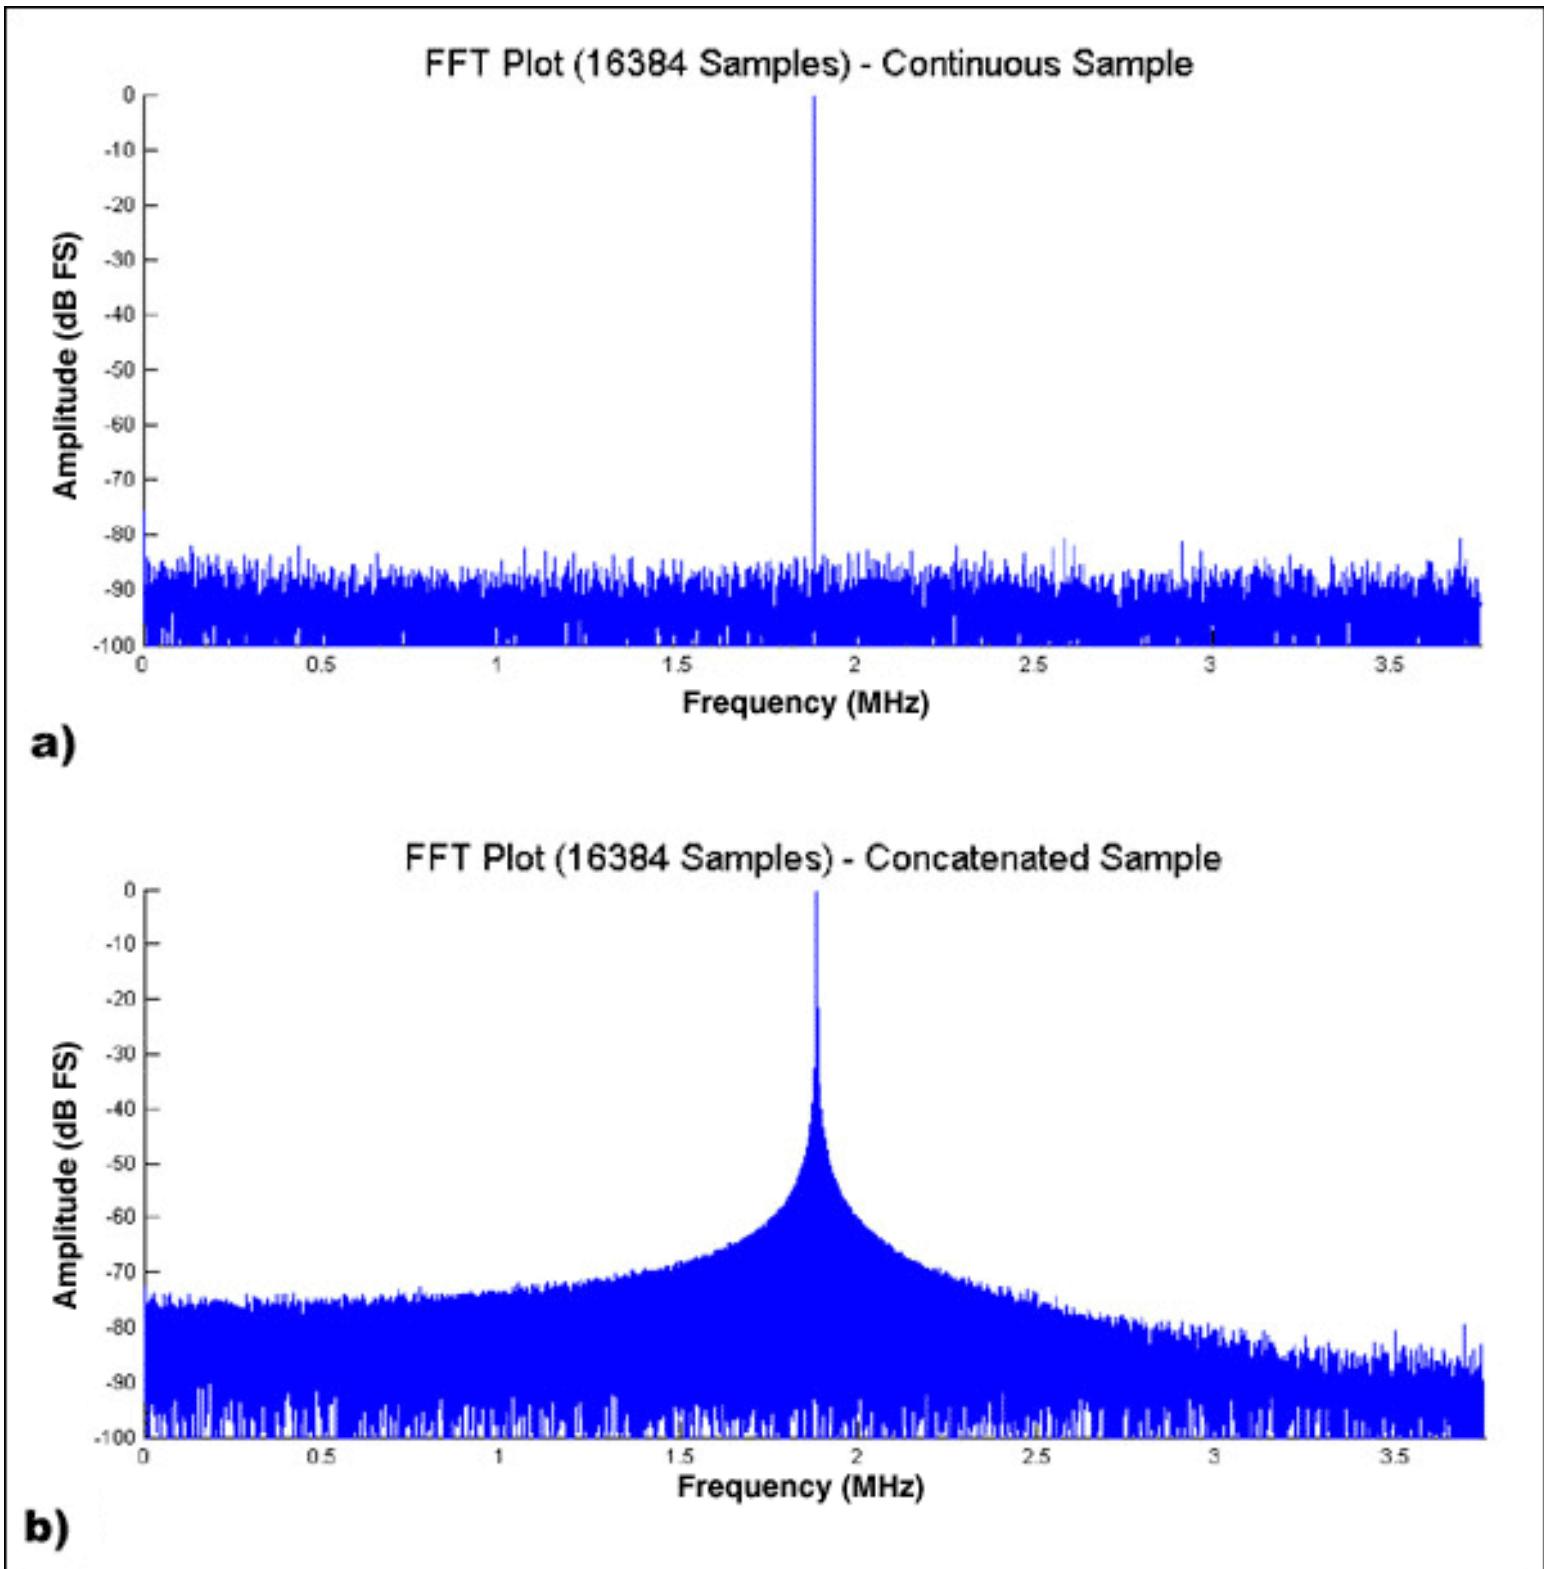 FFT Plot (16384 Samples) - Continuous Sample
0
-10
-20
-30
-40
-50
-60
-70
-80
-90
-100
Amplitude (dB FS)
0 0.5 1 1.5 2 2.5 3 3.5
Frequency (MHz)
a)
FFT Plot (16384 Samples) - Concatenated Sample
0
-10
-20
-30
-40
-50
-60
-70
-80
-90
-100
Amplitude (dB FS)
0 0.5 1 1.5 2 2.5 3 3.5
Frequency (MHz)
b)